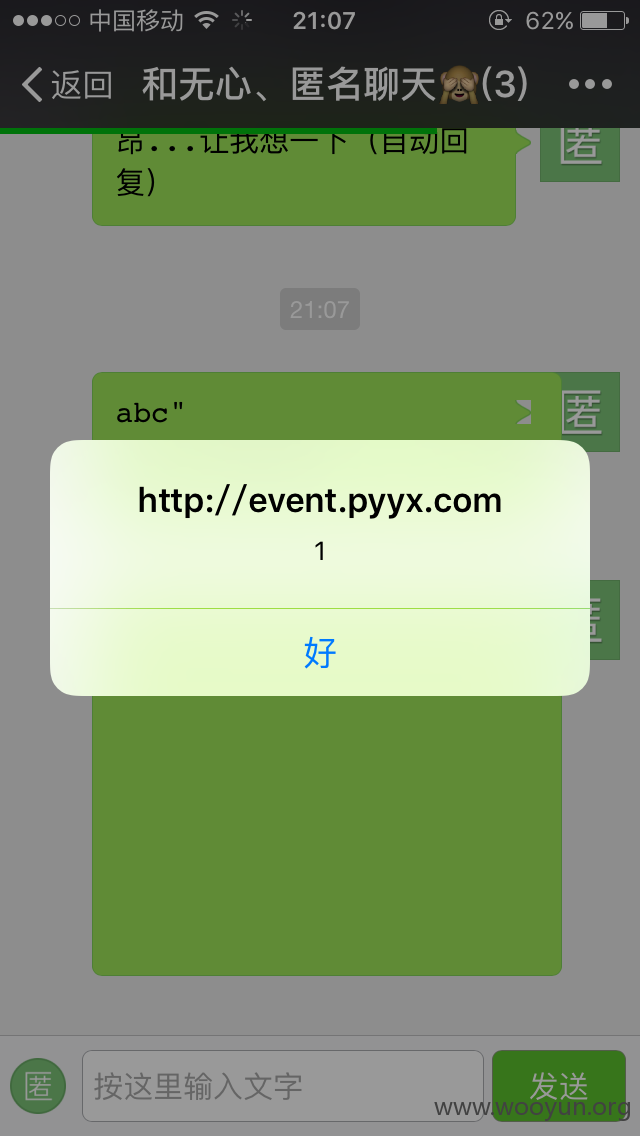 中国移动 21:07 62%
返回 和无心、匿名聊天🙈(3)
昂...让我想一下（自动回
复）
匿
21:07
abc"
匿
http://event.pyyx.com
1
匿
好
匿 按这里输入文字 发送
www.wooyun.org